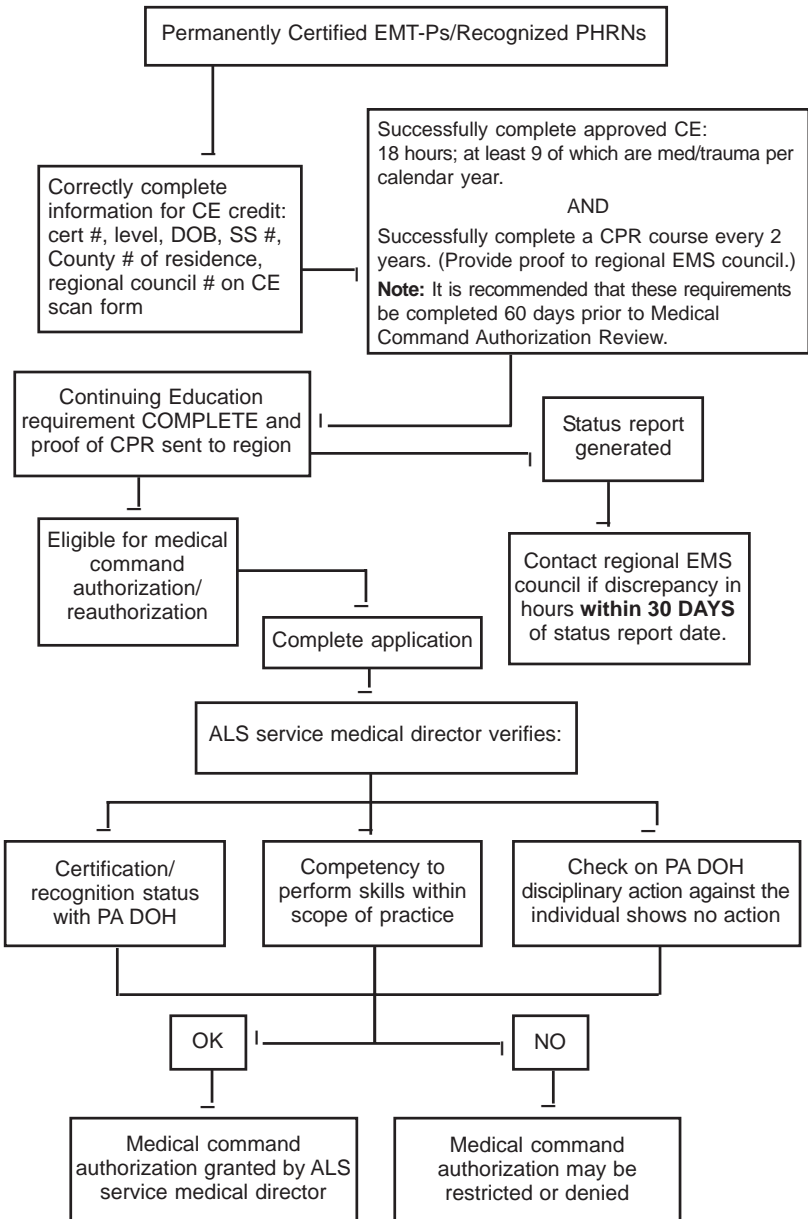 Permanently Certified EMT-Ps/Recognized PHRNs
Successfully complete approved CE:
18 hours; at least 9 of which are med/trauma per
calendar year.
AND
Successfully complete a CPR course every 2
years. (Provide proof to regional EMS council.)
Note: It is recommended that these requirements
be completed 60 days prior to Medical
Command Authorization Review.
Correctly complete
information for CE credit:
cert #, level, DOB, SS #,
County # of residence,
regional council # on CE
scan form
Continuing Education
requirement COMPLETE and
proof of CPR sent to region
Status report
generated
Eligible for medical
command
authorization/
reauthorization
Contact regional EMS
council if discrepancy in
hours within 30 DAYS
of status report date.
Complete application
ALS service medical director verifies:
Certification/
recognition status
with PA DOH
Competency to
perform skills within
scope of practice
Check on PA DOH
disciplinary action against the
individual shows no action
OK
NO
Medical command
authorization granted by ALS
service medical director
Medical command
authorization may be
restricted or denied